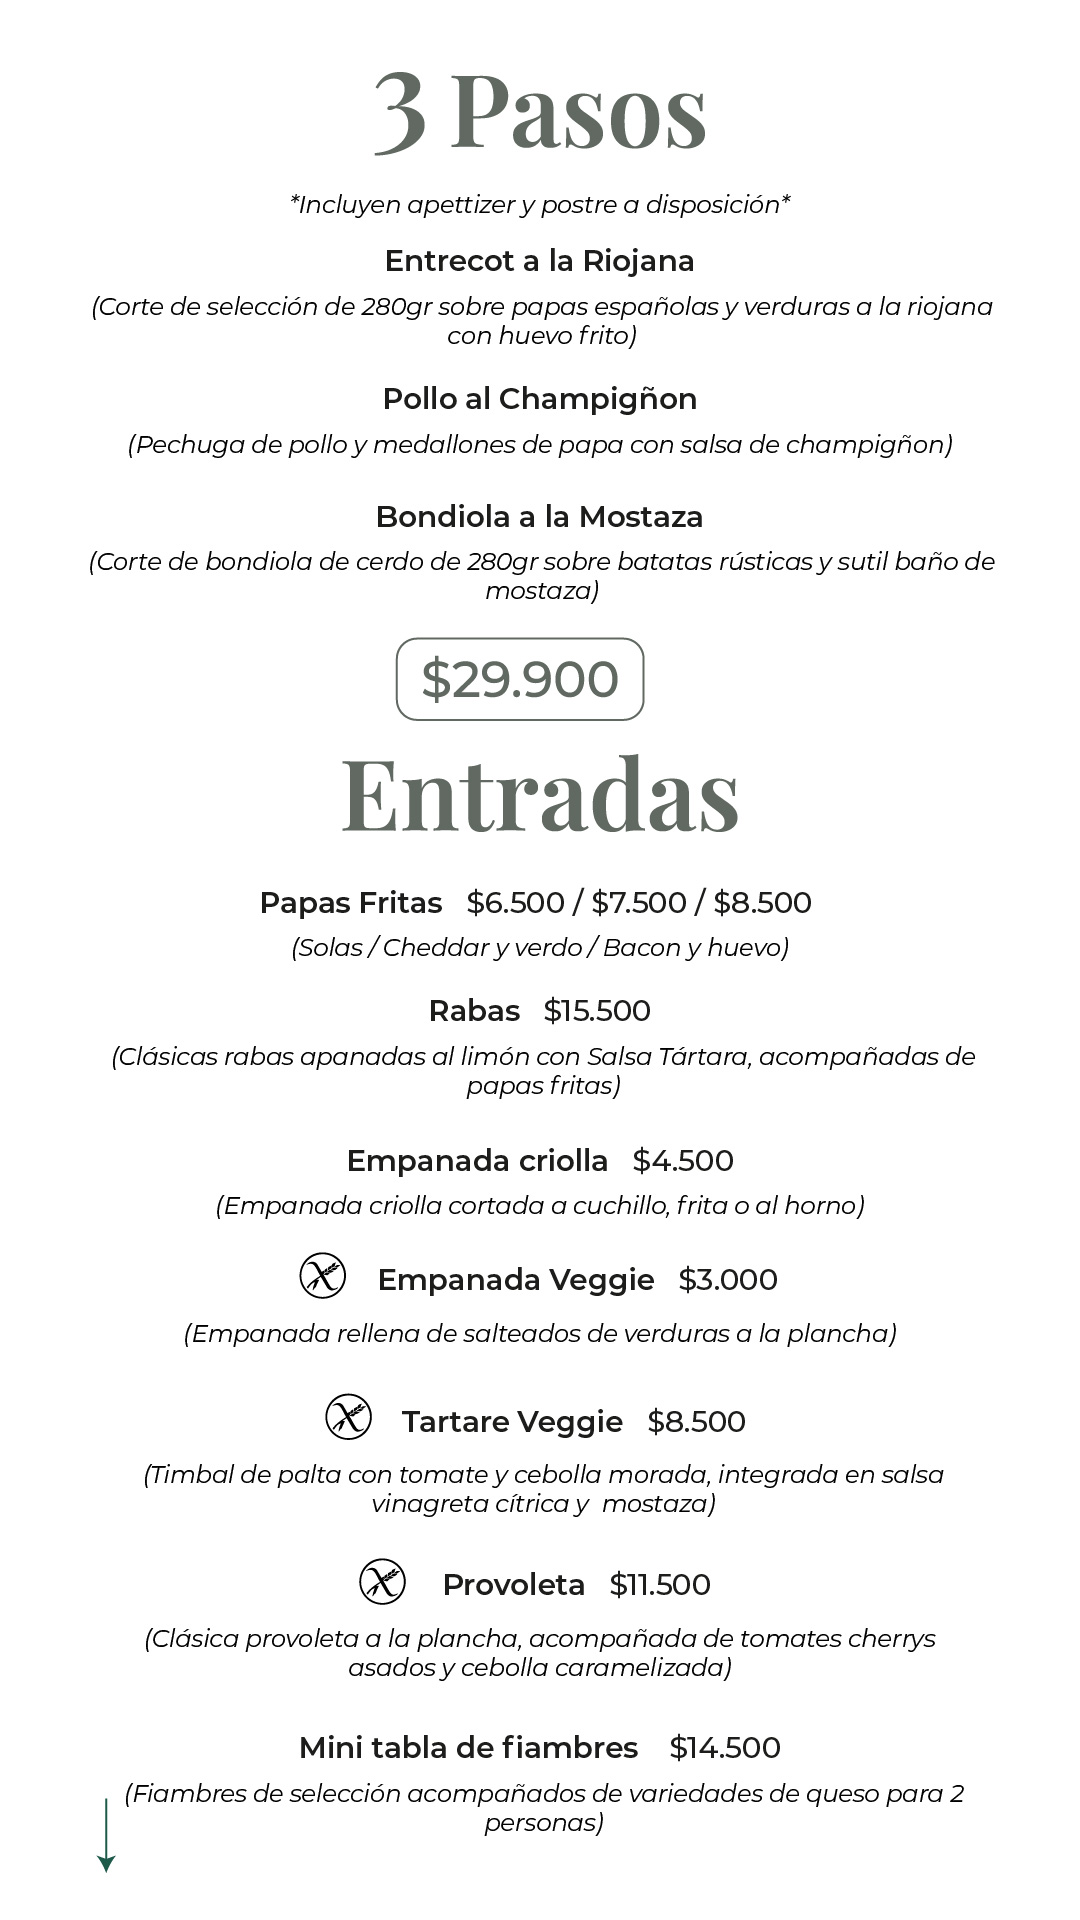 3 Pasos
*Incluyen apettizer y postre a disposición*
Entrecot a la Riojana
(Corte de selección de 280gr sobre papas españolas y verduras a la riojana
con huevo frito)
Pollo al Champigñon
(Pechuga de pollo y medallones de papa con salsa de champigñon)
Bondiola a la Mostaza
(Corte de bondiola de cerdo de 280gr sobre batatas rústicas y sutil baño de
mostaza)
$29.900
Entradas
Papas Fritas $6.500 / $7.500 / $8.500
(Solas / Cheddar y verdo / Bacon y huevo)
Rabas $15.500
(Clásicas rabas apanadas al limón con Salsa Tártara, acompañadas de
papas fritas)
Empanada criolla $4.500
(Empanada criolla cortada a cuchillo, frita o al horno)
Empanada Veggie $3.000
(Empanada rellena de salteados de verduras a la plancha)
Tartare Veggie $8.500
(Timbal de palta con tomate y cebolla morada, integrada en salsa
vinagreta cítrica y mostaza)
Provoleta $11.500
(Clásica provoleta a la plancha, acompañada de tomates cherrys
asados y cebolla caramelizada)
Mini tabla de fiambres $14.500
(Fiambres de selección acompañados de variedades de queso para 2
personas)